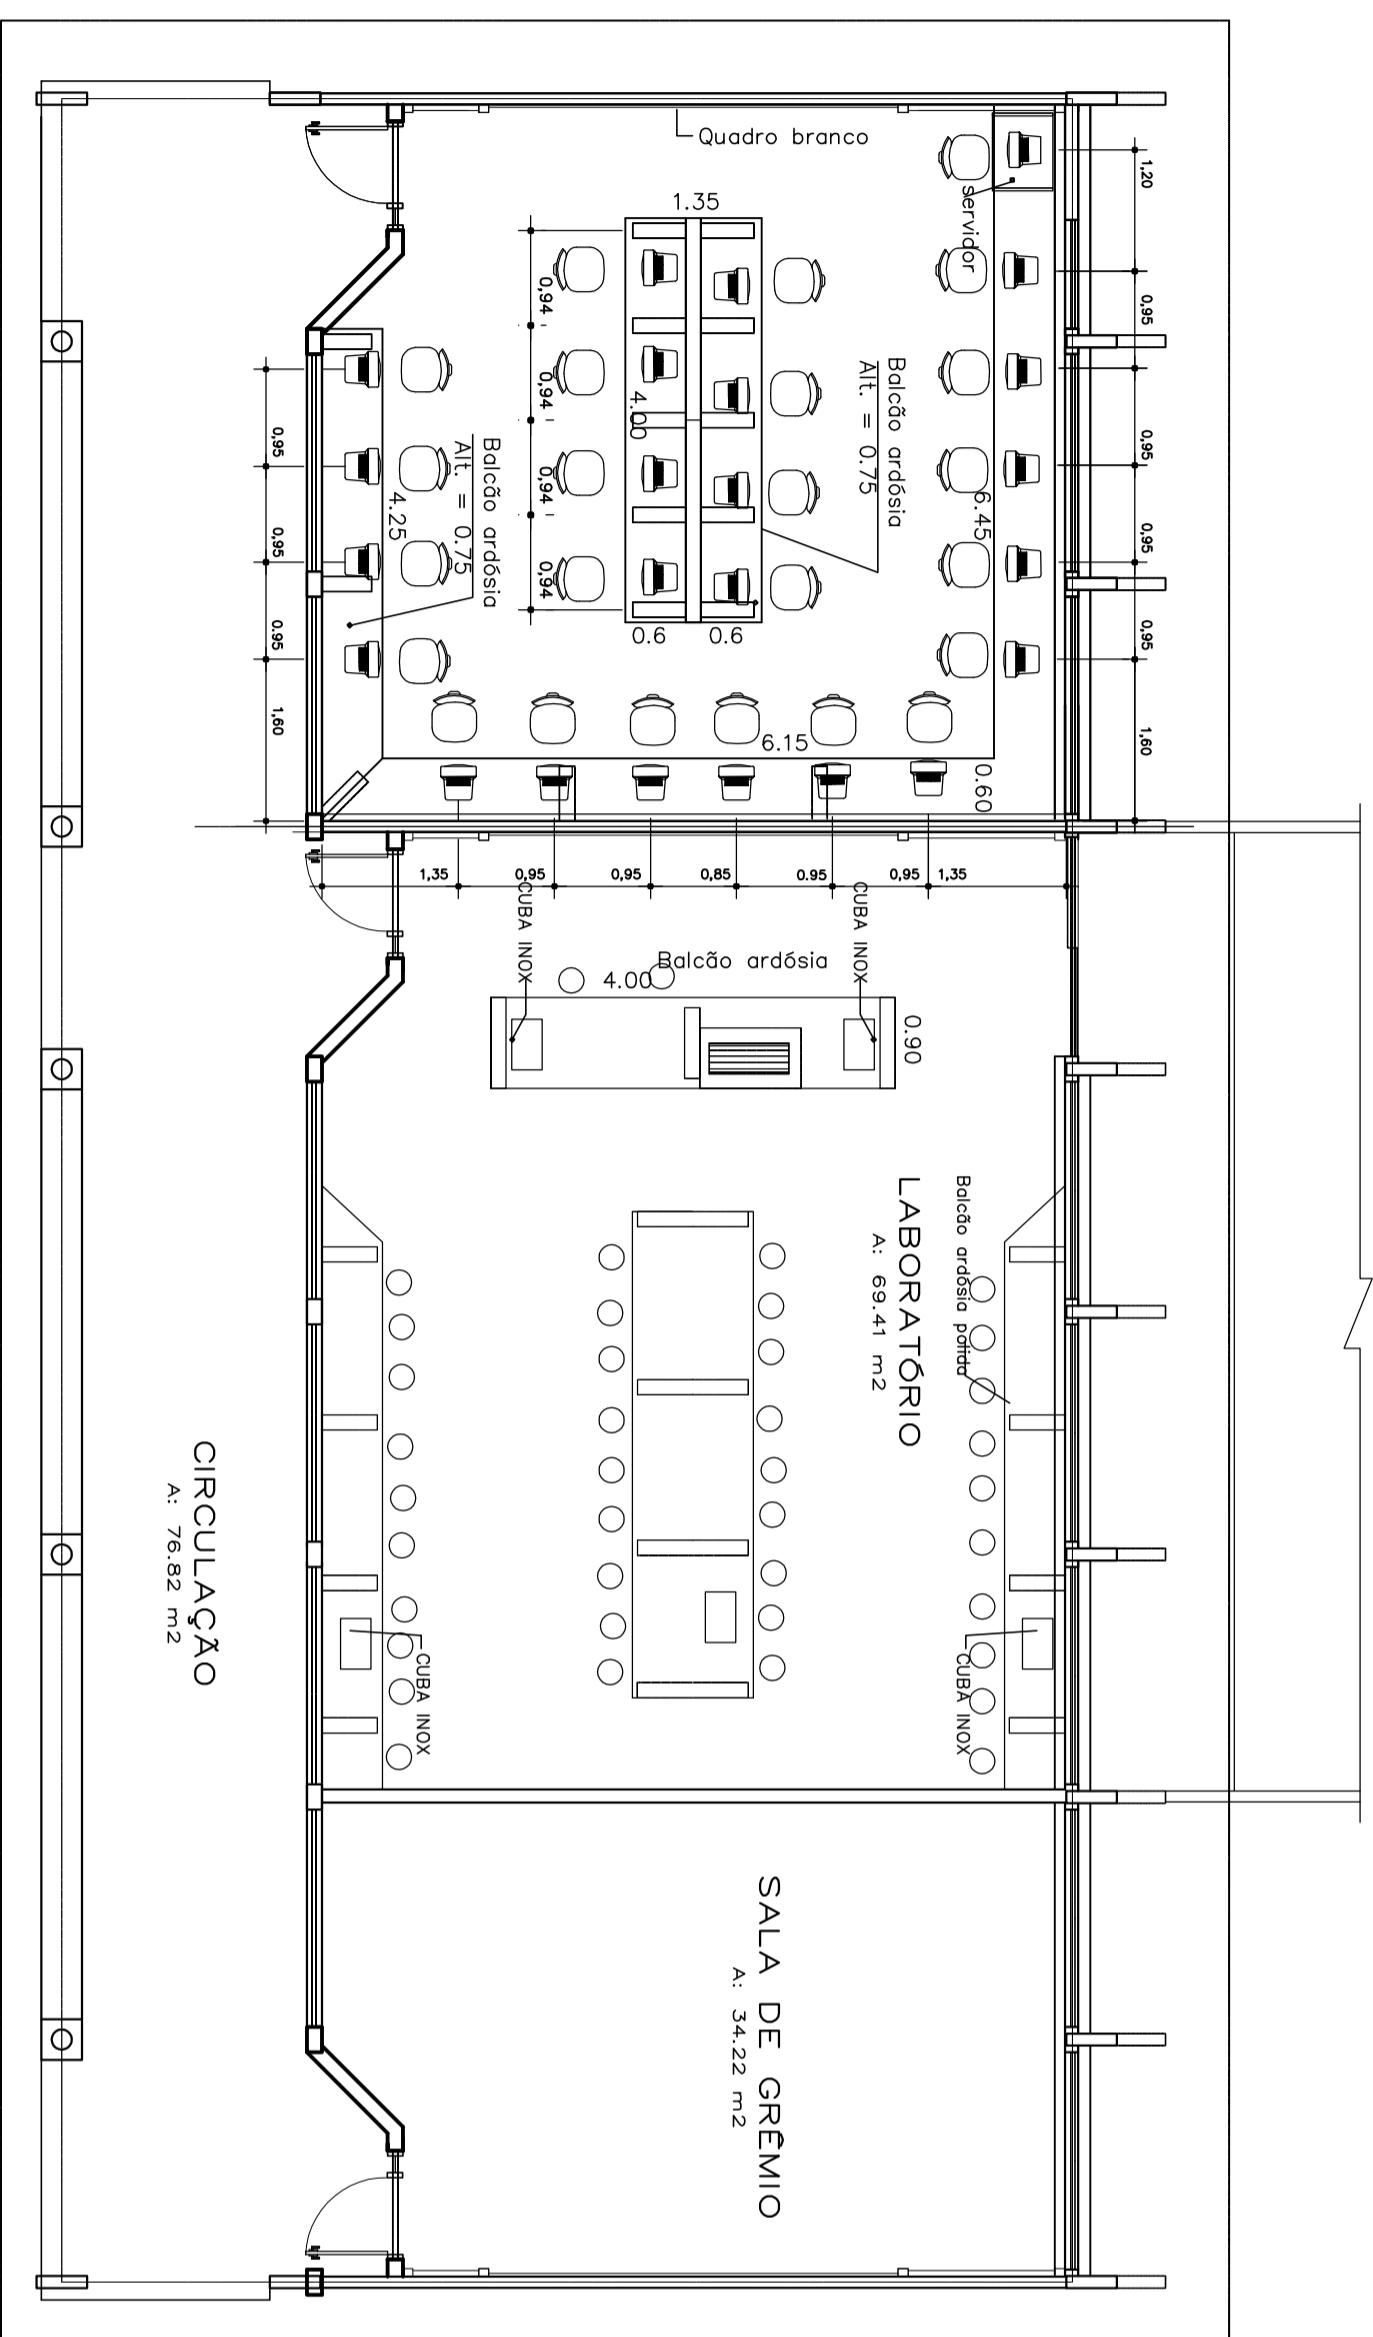 Quadro branco
servidor
1.35
1,20
0,95
0,95
0,95
0,95
1,60
0,94
0,94
0,94
0,94
4.00
Balcão ardósia
Alt. = 0.75
6.45
Balcão ardósia
Alt. = 0.75
4.25
0,95
0,95
0,95
1,60
0.6
0.6
6.15
0.60
1,35
0,95
0,95
0,85
0.95
0,95
1,35
CUBA INOX
CUBA INOX
Balcão ardósia
4.00
0.90
LABORATÓRIO
A: 69.41 m2
Balcão ardósia polida
CUBA INOX
CUBA INOX
CIRCULAÇÃO
A: 76.82 m2
SALA DE GRÊMIO
A: 34.22 m2